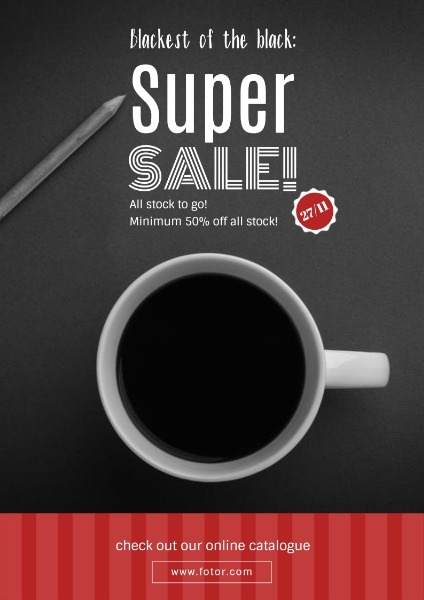 Blackest of the black:
Super
SALE!
All stock to go!
Minimum 50% off all stock!
27/11
check out our online catalogue
www.fotor.com